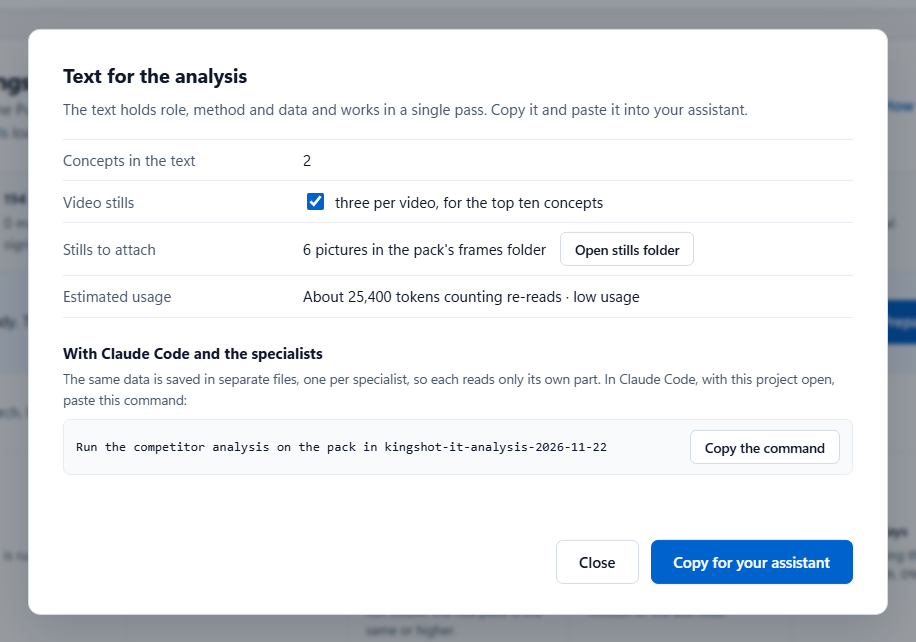 Text for the analysis
The text holds role, method and data and works in a single pass. Copy it and paste it into your assistant.
Concepts in the text 2
Video stills three per video, for the top ten concepts
Stills to attach 6 pictures in the pack's frames folder Open stills folder
Estimated usage About 25,400 tokens counting re-reads · low usage
With Claude Code and the specialists
The same data is saved in separate files, one per specialist, so each reads only its own part. In Claude Code, with this project open,
paste this command:
Run the competitor analysis on the pack in kingshot-it-analysis-2026-11-22 Copy the command
Close Copy for your assistant
same or higher.